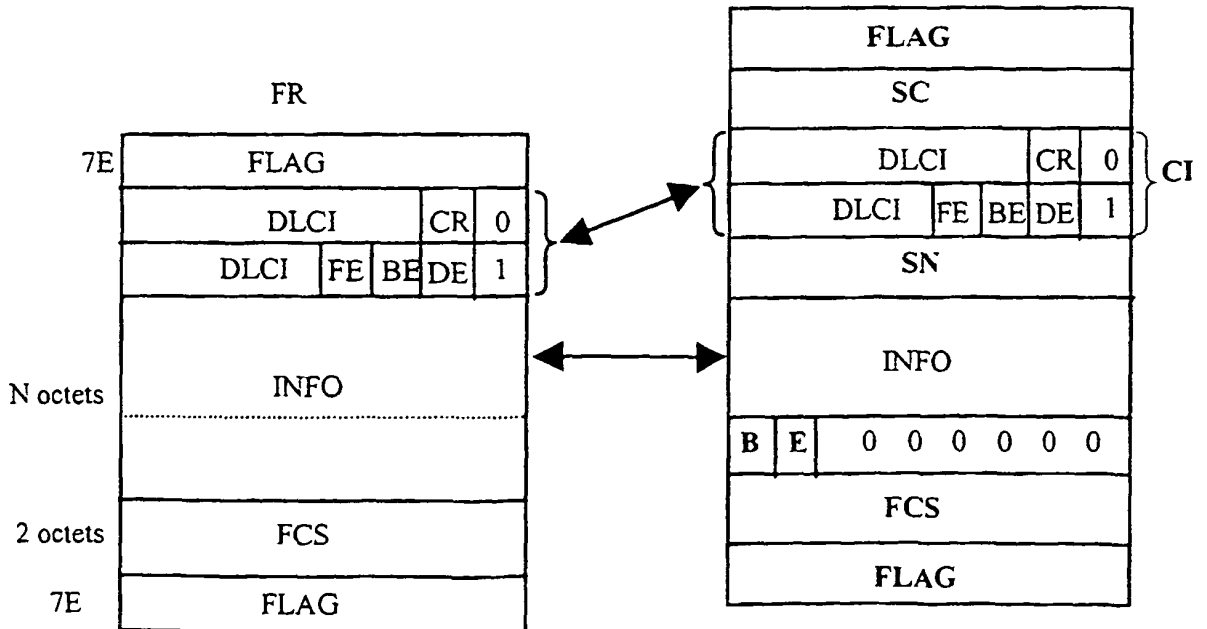 FR
7E FLAG
DLCI CR 0
DLCI FE BE DE 1
N octets INFO
2 octets FCS
7E FLAG
FLAG
SC
DLCI CR 0
CI
DLCI FE BE DE 1
SN
INFO
B E 0 0 0 0 0 0
FCS
FLAG